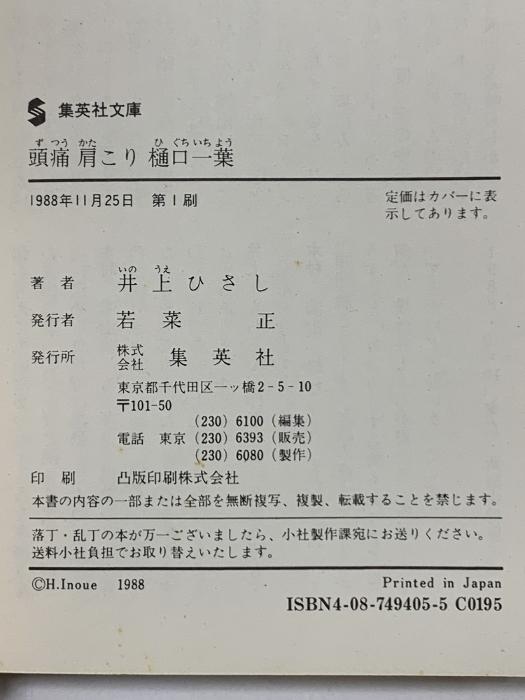 集英社文庫
ず つう かた ひ ぐち いち よう
頭痛 肩こり 樋口一葉
1988年11月25日 第1刷
定価はカバーに表
示してあります。
いの うえ
著者 井上ひさし
発行者 若菜 正
発行所 株式会社 集英社
東京都千代田区一ッ橋2-5-10
〒101-50
(230) 6100 (編集)
電話 東京 (230) 6393 (販売)
(230) 6080 (製作)
印刷 凸版印刷株式会社
本書の内容の一部または全部を無断複写、複製、転載することを禁じます。
落丁・乱丁の本が万一ございましたら、小社製作課宛にお送りください。
送料小社負担でお取り替えいたします。
©H.Inoue 1988
Printed in Japan
ISBN4-08-749405-5 C0195